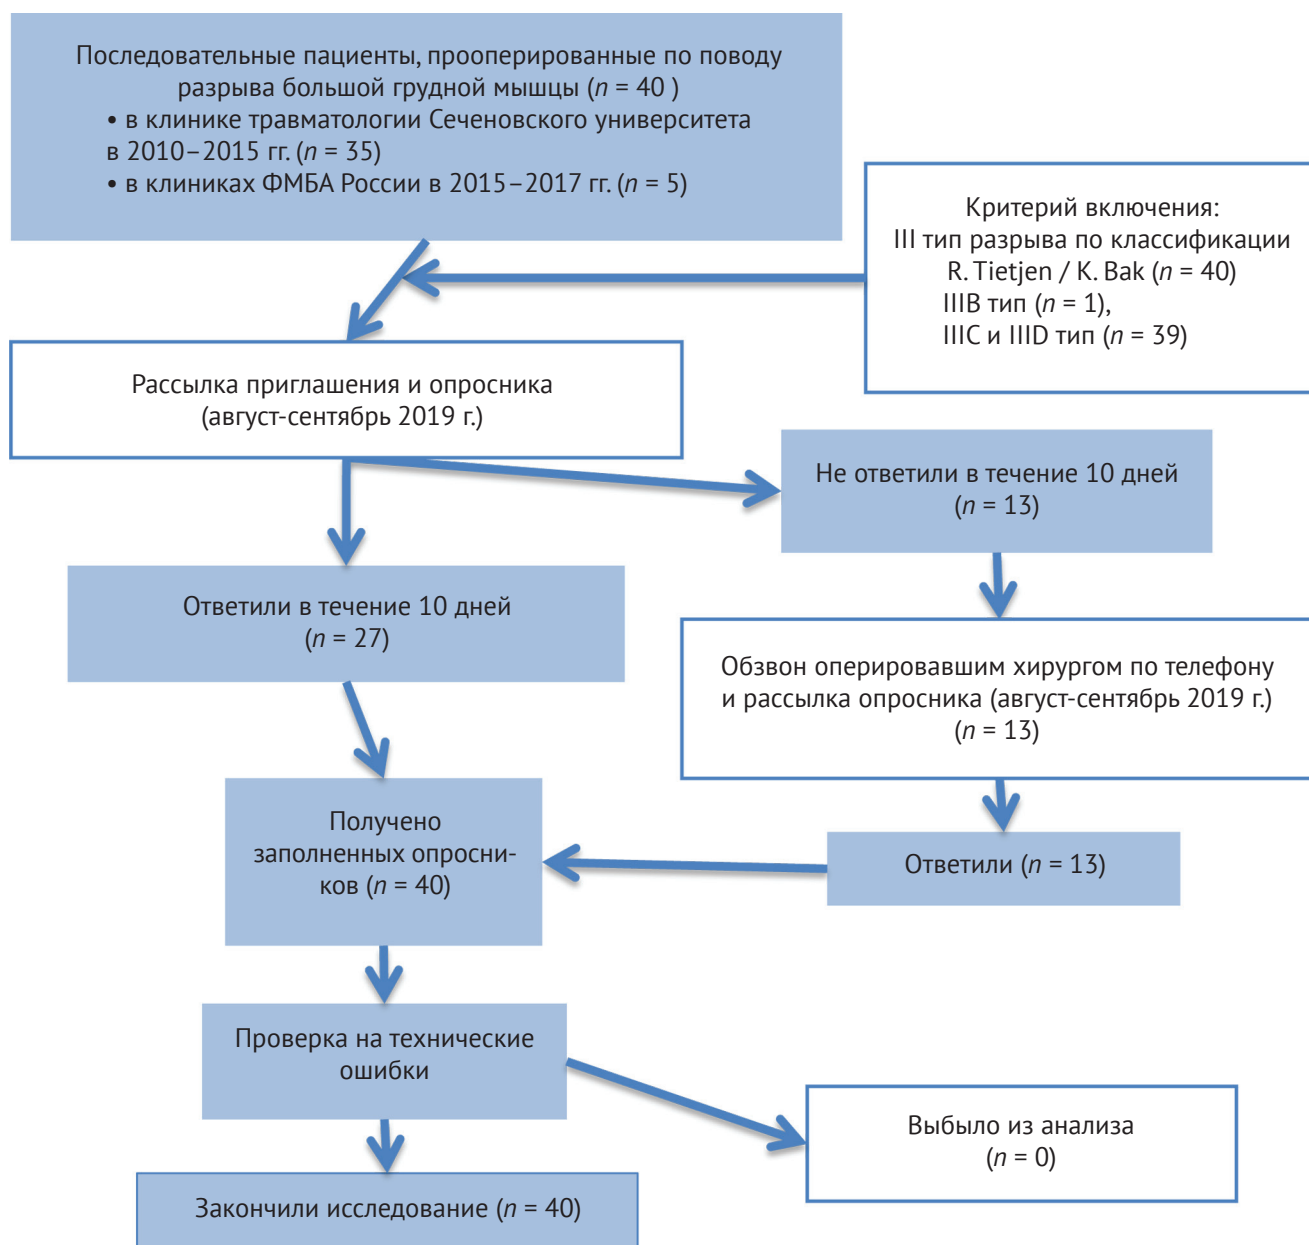 Последовательные пациенты, прооперированные по поводу
разрыва большой грудной мышцы (n = 40 )
• в клинике травматологии Сеченовского университета
в 2010–2015 гг. (n = 35)
• в клиниках ФМБА России в 2015–2017 гг. (n = 5)
Критерий включения:
III тип разрыва по классификации
R. Tietjen / K. Bak (n = 40)
IIIB тип (n = 1),
IIIC и IIID тип (n = 39)
Рассылка приглашения и опросника
(август-сентябрь 2019 г.)
Не ответили в течение 10 дней
(n = 13)
Ответили в течение 10 дней
(n = 27)
Обзвон оперировавшим хирургом по телефону
и рассылка опросника (август-сентябрь 2019 г.)
(n = 13)
Получено
заполненных опросни-
ков (n = 40)
Ответили (n = 13)
Проверка на технические
ошибки
Выбыло из анализа
(n = 0)
Закончили исследование (n = 40)